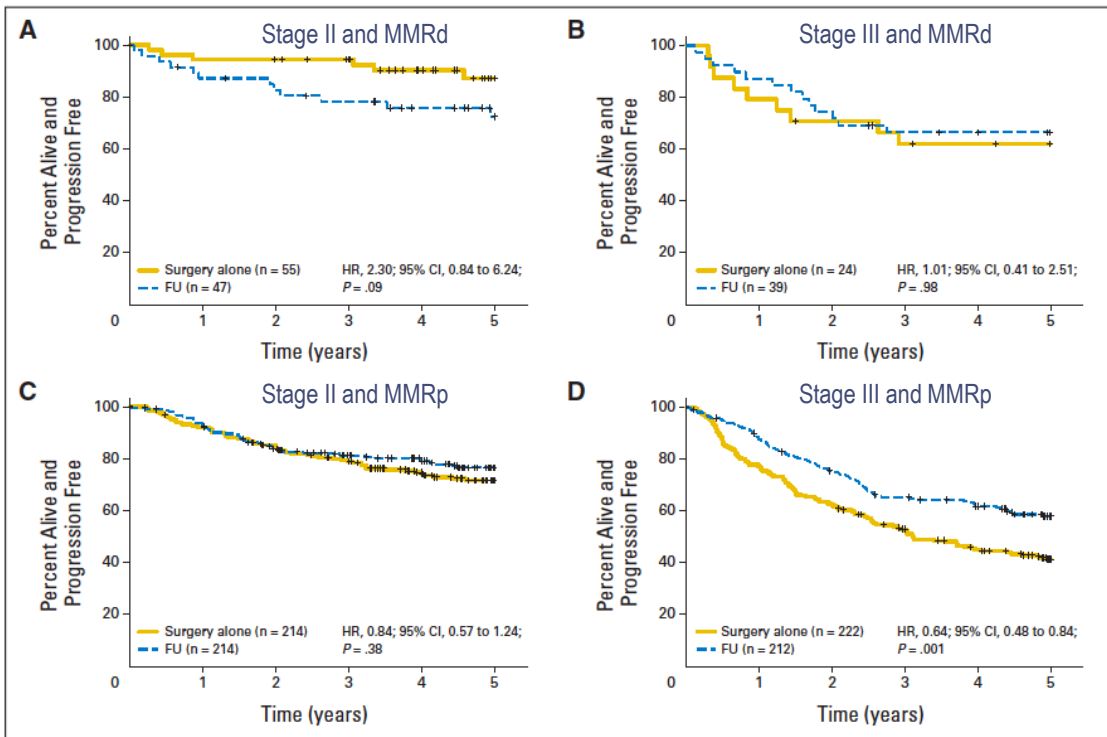 A
Stage II and MMRd
Percent Alive and
Progression Free
100
80
60
40
20
Surgery alone (n = 55)
FU (n = 47)
HR, 2.30; 95% CI, 0.84 to 6.24;
P = .09
0
1
2
3
4
5
Time (years)
B
Stage III and MMRd
Percent Alive and
Progression Free
100
80
60
40
20
Surgery alone (n = 24)
FU (n = 39)
HR, 1.01; 95% CI, 0.41 to 2.51;
P = .98
0
1
2
3
4
5
Time (years)
C
Stage II and MMRp
Percent Alive and
Progression Free
100
80
60
40
20
Surgery alone (n = 214)
FU (n = 214)
HR, 0.84; 95% CI, 0.57 to 1.24;
P = .38
0
1
2
3
4
5
Time (years)
D
Stage III and MMRp
Percent Alive and
Progression Free
100
80
60
40
20
Surgery alone (n = 222)
FU (n = 212)
HR, 0.64; 95% CI, 0.48 to 0.84;
P = .001
0
1
2
3
4
5
Time (years)